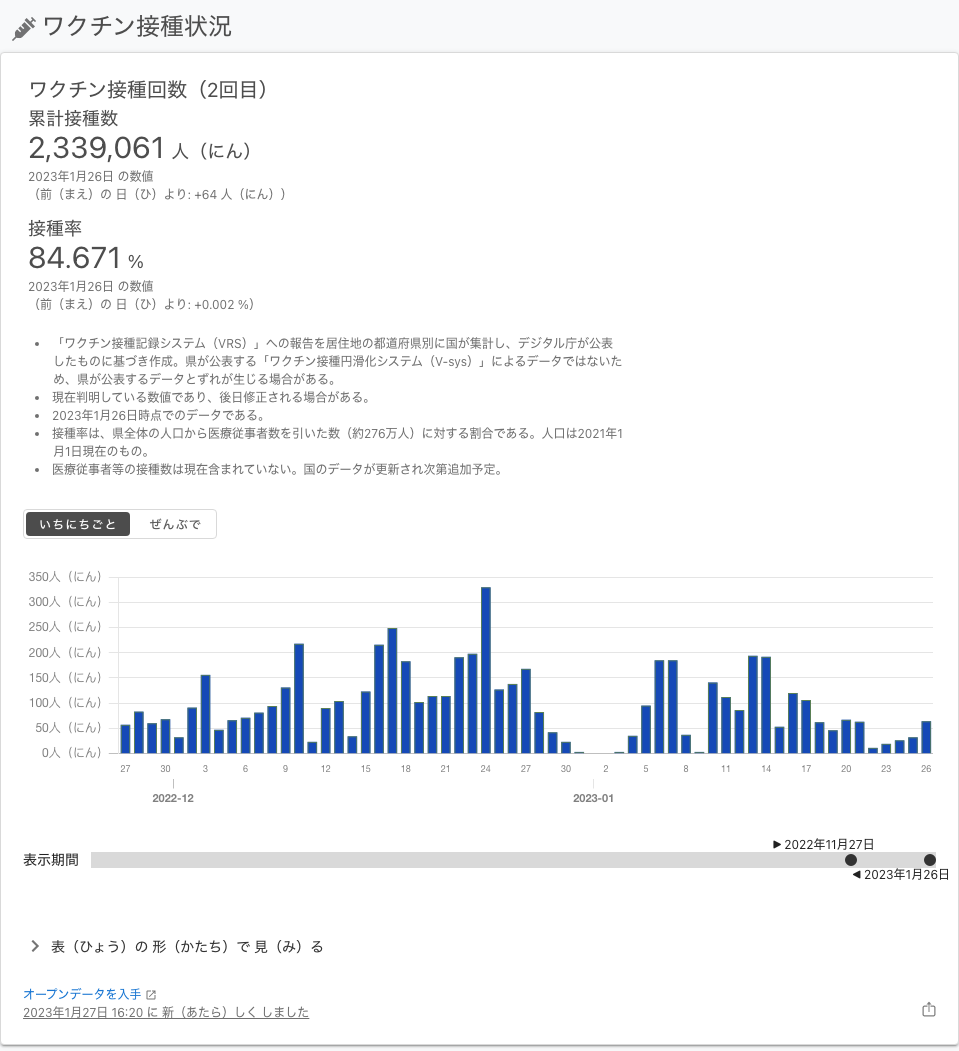 ワクチン接種状況
ワクチン接種回数（2回目）
累計接種数
2,339,061 人（にん）
2023年1月26日 の数値
（前（まえ）の 日（ひ）より: +64 人（にん））
接種率
84.671 %
2023年1月26日 の数値
（前（まえ）の 日（ひ）より: +0.002 %）
• 「ワクチン接種記録システム（VRS）」への報告を居住地の都道府県別に国が集計し、デジタル庁が公表
したものに基づき作成。県が公表する「ワクチン接種円滑化システム（V-sys）」によるデータではないた
め、県が公表するデータとずれが生じる場合がある。
• 現在判明している数値であり、後日修正される場合がある。
• 2023年1月26日時点でのデータである。
• 接種率は、県全体の人口から医療従事者数を引いた数（約276万人）に対する割合である。人口は2021年1
月1日現在のもの。
• 医療従事者等の接種数は現在含まれていない。国のデータが更新され次第追加予定。
いちにちごと ぜんぶで
350人（にん）
300人（にん）
250人（にん）
200人（にん）
150人（にん）
100人（にん）
50人（にん）
0人（にん）
27 30 3 6 9 12 15 18 21 24 27 30 2 5 8 11 14 17 20 23 26
2022-12 2023-01
▶ 2022年11月27日
表示期間
◀ 2023年1月26日
表（ひょう）の 形（かたち）で 見（み）る
オープンデータを入手
2023年1月27日 16:20 に 新（あたら）しく しました